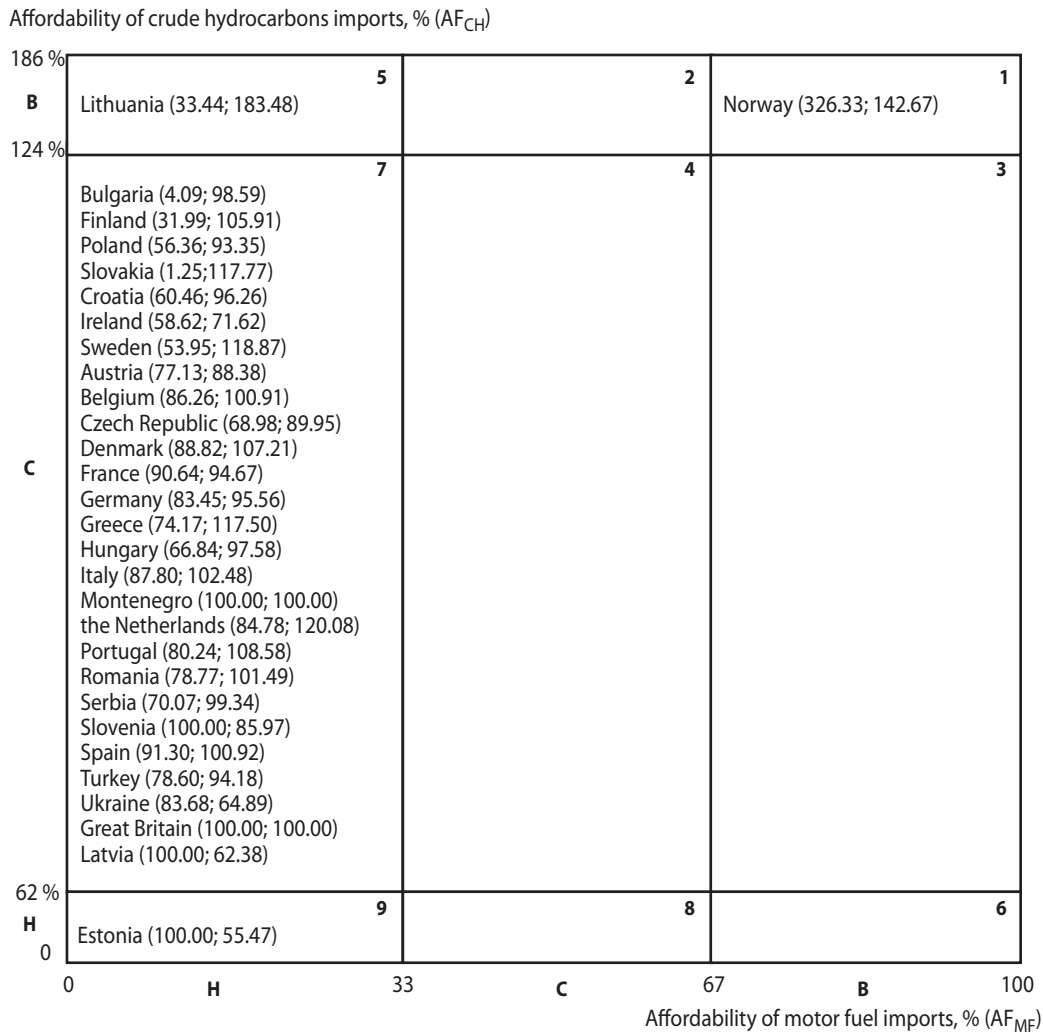 Affordability of crude hydrocarbons imports, % (AF_CH)
186 %
5
2
1
B
Lithuania (33.44; 183.48)
Norway (326.33; 142.67)
124 %
7
4
3
Bulgaria (4.09; 98.59)
Finland (31.99; 105.91)
Poland (56.36; 93.35)
Slovakia (1.25;117.77)
Croatia (60.46; 96.26)
Ireland (58.62; 71.62)
Sweden (53.95; 118.87)
Austria (77.13; 88.38)
Belgium (86.26; 100.91)
Czech Republic (68.98; 89.95)
Denmark (88.82; 107.21)
C
France (90.64; 94.67)
Germany (83.45; 95.56)
Greece (74.17; 117.50)
Hungary (66.84; 97.58)
Italy (87.80; 102.48)
Montenegro (100.00; 100.00)
the Netherlands (84.78; 120.08)
Portugal (80.24; 108.58)
Romania (78.77; 101.49)
Serbia (70.07; 99.34)
Slovenia (100.00; 85.97)
Spain (91.30; 100.92)
Turkey (78.60; 94.18)
Ukraine (83.68; 64.89)
Great Britain (100.00; 100.00)
Latvia (100.00; 62.38)
62 %
9
8
6
H
Estonia (100.00; 55.47)
0
0
H
33
C
67
B
100
Affordability of motor fuel imports, % (AF_MF)